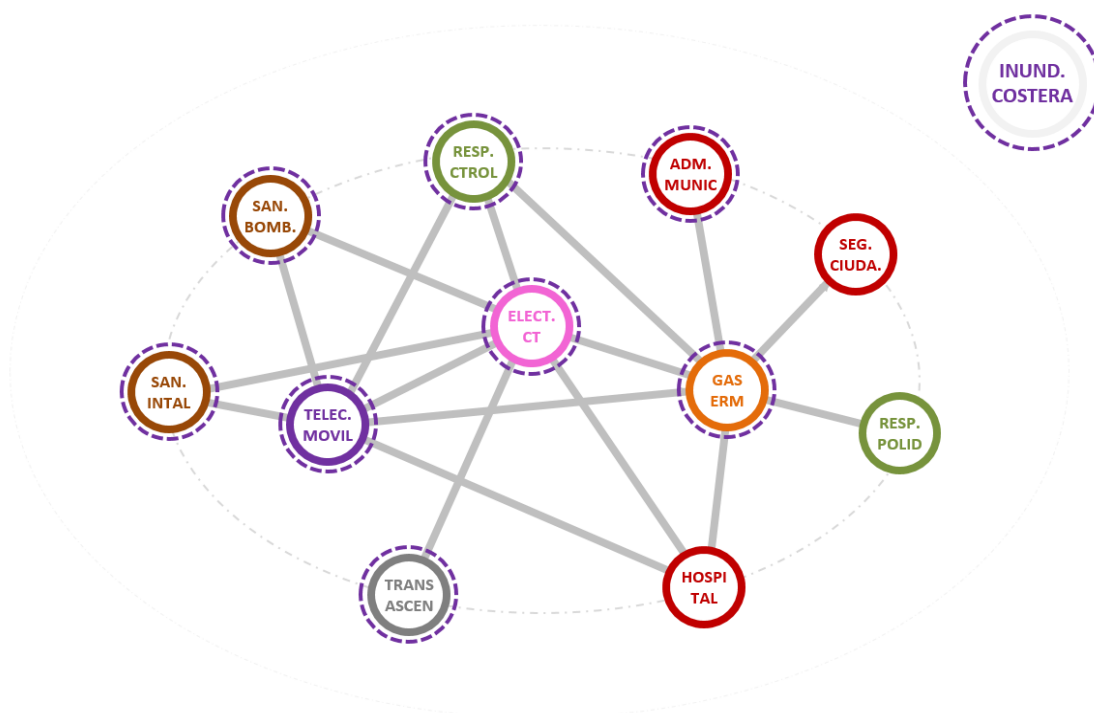 INUND.
COSTERA
RESP.
CTROL
ADM.
MUNIC
SAN.
BOMB.
SEG.
CIUDA.
ELECT.
CT
SAN.
INTAL
TELEC.
MOVIL
GAS
ERM
RESP.
POLID
TRANS
ASCEN
HOSPI
TAL